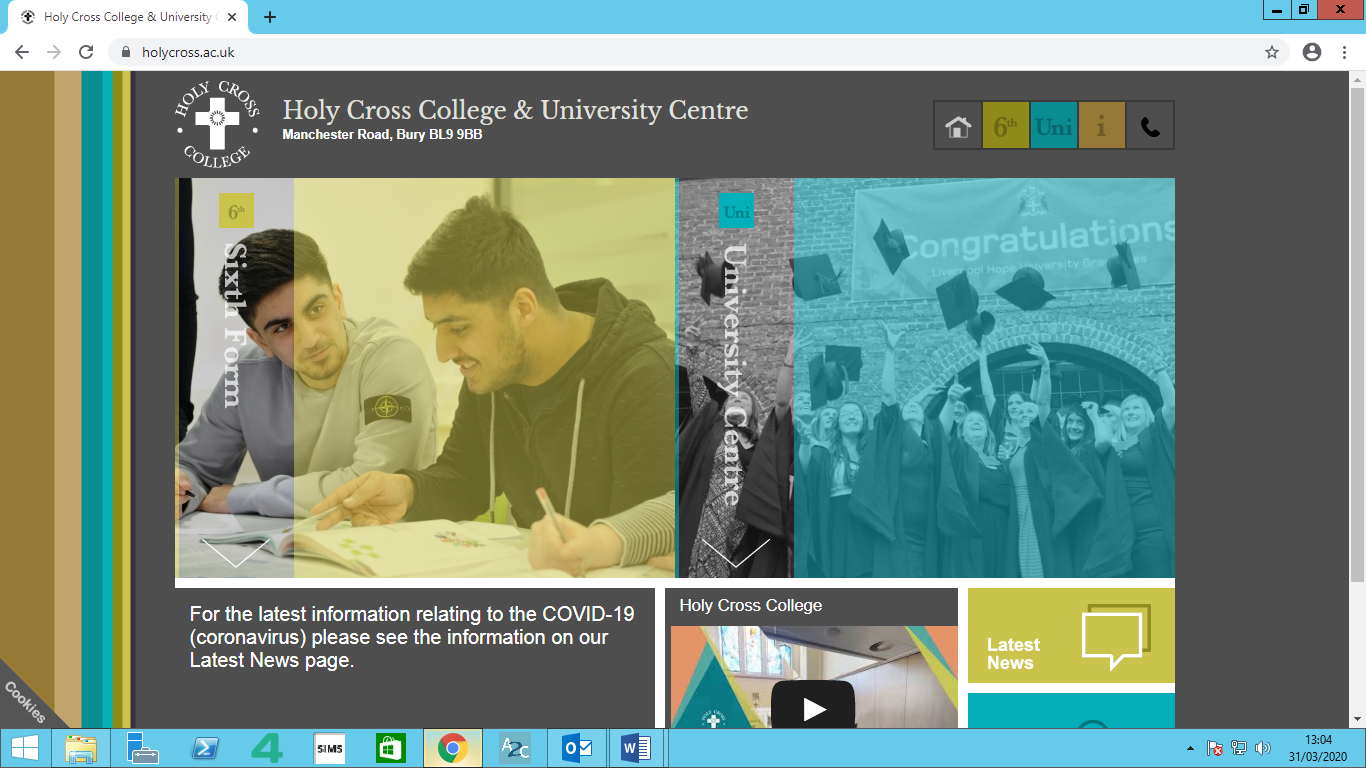 Holy Cross College & University
holycross.ac.uk
HOLY CROSS
COLLEGE
Holy Cross College & University Centre
Manchester Road, Bury BL9 9BB
6th
Uni
i
6th
Sixth Form
Uni
University Centre
Congratulations
Liverpool Hope University Graduates
For the latest information relating to the COVID-19
(coronavirus) please see the information on our
Latest News page.
Holy Cross College
HOLY CROSS
Latest
News
Cookies
4
SIMS
A2C
13:04
31/03/2020